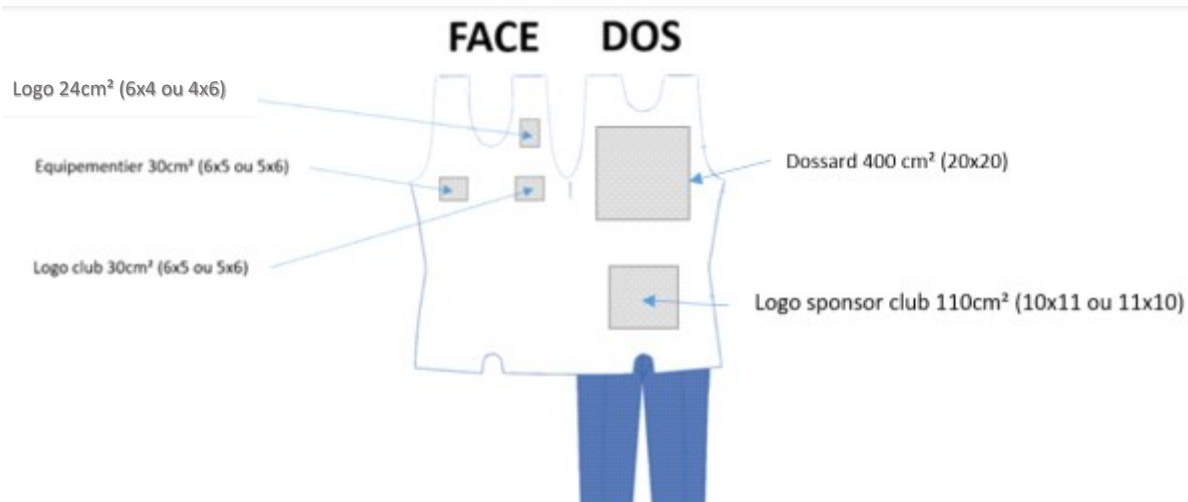 FACE DOS
Logo 24cm² (6x4 ou 4x6)
Equipementier 30cm² (6x5 ou 5x6)
Dossard 400 cm² (20x20)
Logo club 30cm² (6x5 ou 5x6)
Logo sponsor club 110cm² (10x11 ou 11x10)